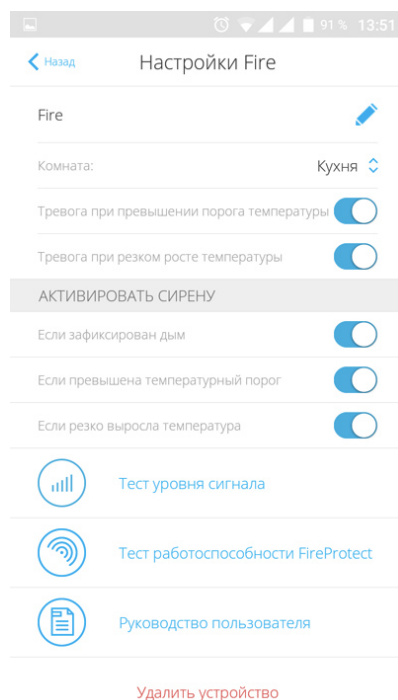 91 % 13:51
Назад Настройки Fire
Fire
Комната: Кухня
Тревога при превышении порога температуры
Тревога при резком росте температуры
АКТИВИРОВАТЬ СИРЕНУ
Если зафиксирован дым
Если превышена температурный порог
Если резко выросла температура
Тест уровня сигнала
Тест работоспособности FireProtect
Руководство пользователя
Удалить устройство